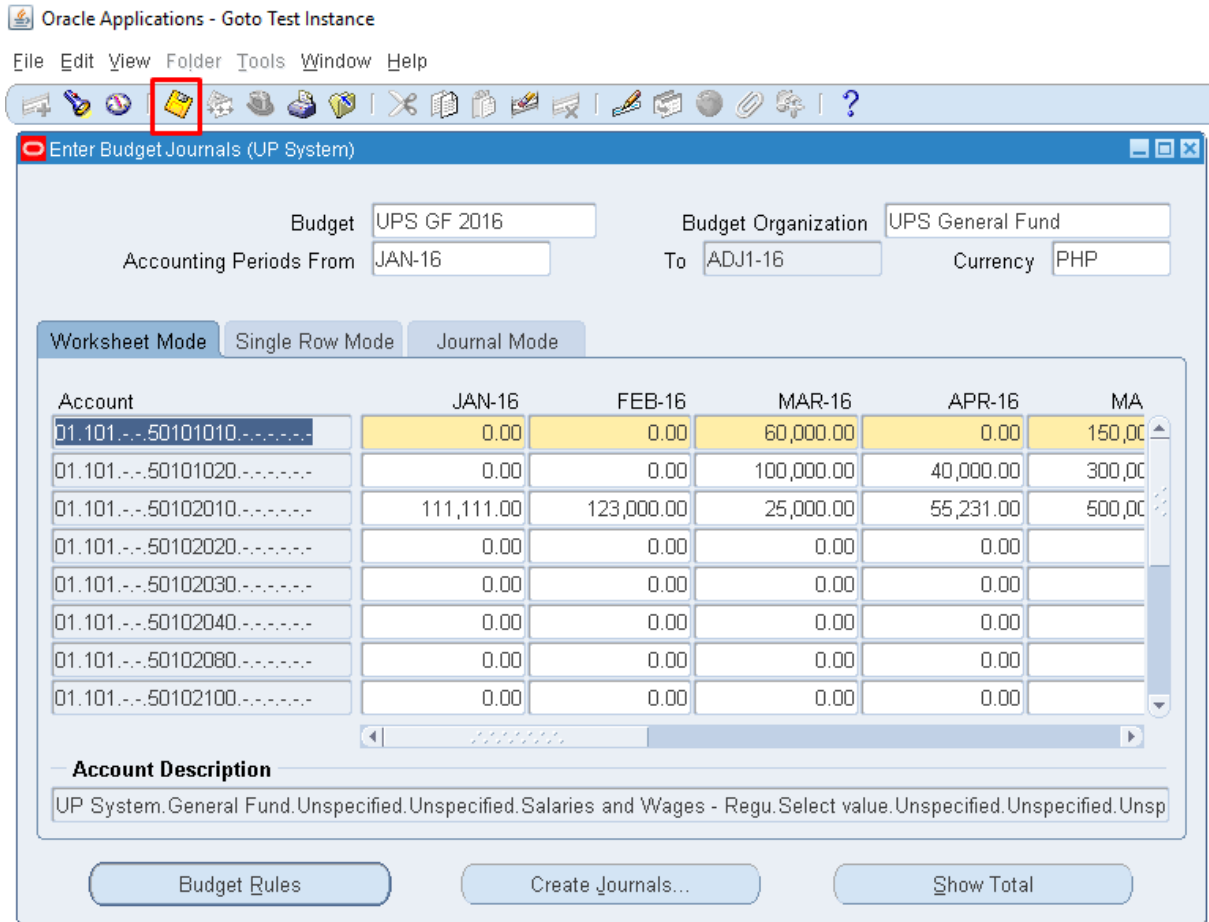 Oracle Applications - Goto Test Instance
File Edit View Folder Tools Window Help
?
Enter Budget Journals (UP System)
Budget UPS GF 2016 Budget Organization UPS General Fund
Accounting Periods From JAN-16 To ADJ1-16 Currency PHP
Worksheet Mode Single Row Mode Journal Mode
Account JAN-16 FEB-16 MAR-16 APR-16 MA
01.101.-.-.50101010.-.-.-.-.-.- 0.00 0.00 60,000.00 0.00 150,00
01.101.-.-.50101020.-.-.-.-.-.- 0.00 0.00 100,000.00 40,000.00 300,00
01.101.-.-.50102010.-.-.-.-.-.- 111,111.00 123,000.00 25,000.00 55,231.00 500,00
01.101.-.-.50102020.-.-.-.-.-.- 0.00 0.00 0.00 0.00
01.101.-.-.50102030.-.-.-.-.-.- 0.00 0.00 0.00 0.00
01.101.-.-.50102040.-.-.-.-.-.- 0.00 0.00 0.00 0.00
01.101.-.-.50102080.-.-.-.-.-.- 0.00 0.00 0.00 0.00
01.101.-.-.50102100.-.-.-.-.-.- 0.00 0.00 0.00 0.00
Account Description
UP System.General Fund.Unspecified.Unspecified.Salaries and Wages - Regu.Select value.Unspecified.Unspecified.Unsp
Budget Rules Create Journals... Show Total